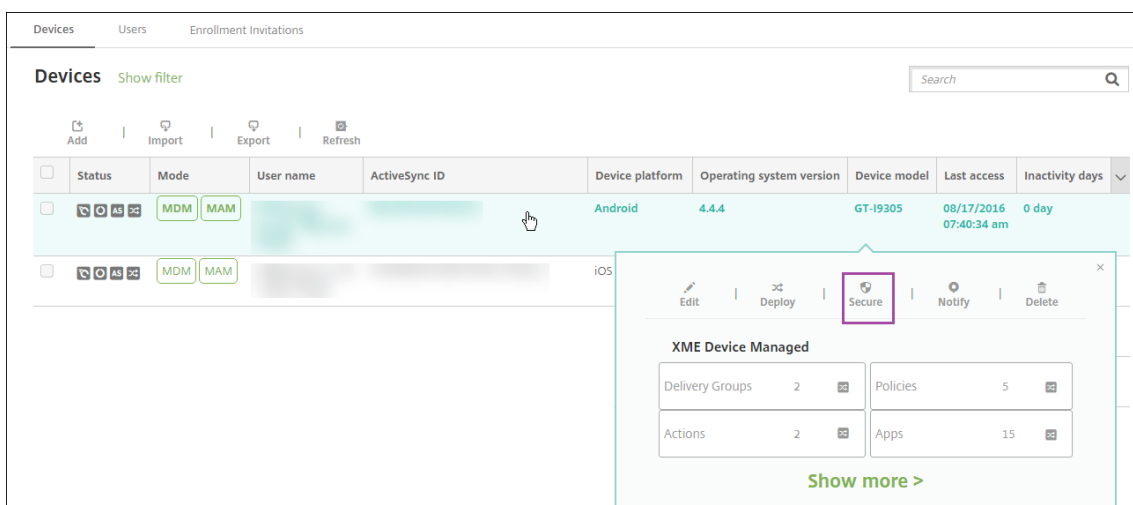 Devices Users Enrollment Invitations
Devices Show filter Search
Add | Import | Export | Refresh
Status Mode User name ActiveSync ID Device platform Operating system version Device model Last access Inactivity days
AS MDM MAM Android 4.4.4 GT-I9305 08/17/2016 0 day
07:40:34 am
AS MDM MAM iOS
×
Edit | Deploy | Secure | Notify | Delete
XME Device Managed
Delivery Groups 2 Policies 5
Actions 2 Apps 15
Show more >